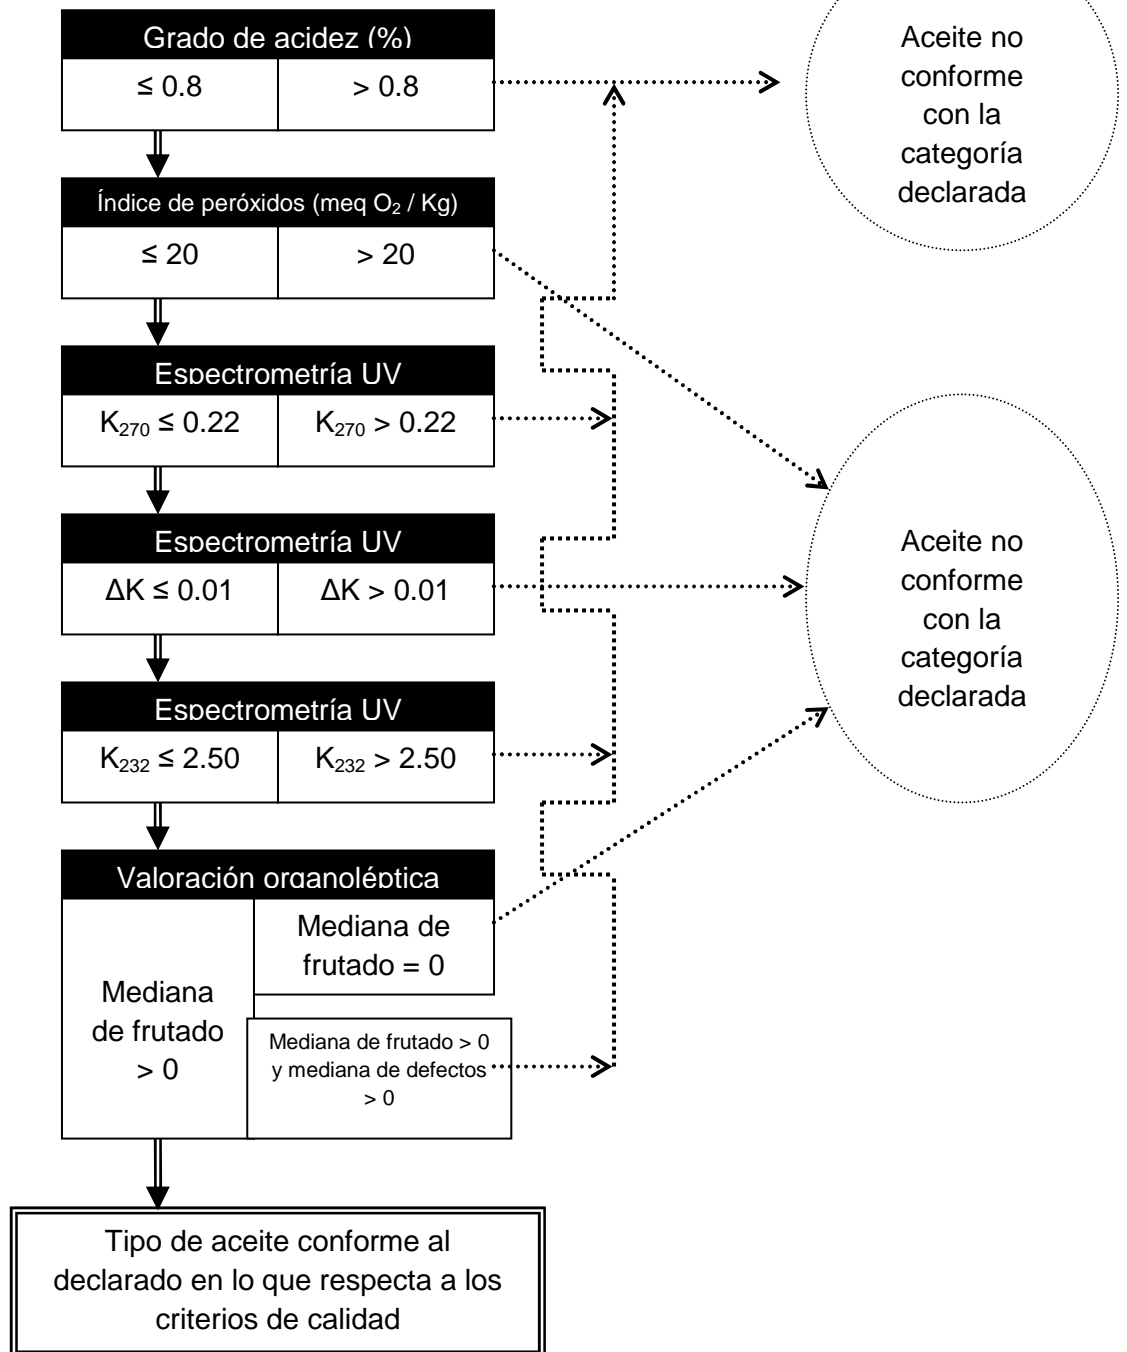 Grado de acidez (%)
≤ 0.8
> 0.8
Aceite no
conforme
con la
categoría
declarada
Índice de peróxidos (meq O₂ / Kg)
≤ 20
> 20
Espectrometría UV
K₂₇₀ ≤ 0.22
K₂₇₀ > 0.22
Espectrometría UV
ΔK ≤ 0.01
ΔK > 0.01
Aceite no
conforme
con la
categoría
declarada
Espectrometría UV
K₂₃₂ ≤ 2.50
K₂₃₂ > 2.50
Valoración organoléptica
Mediana
de frutado
> 0
Mediana de
frutado = 0
Mediana de frutado > 0
y mediana de defectos
> 0
Tipo de aceite conforme al
declarado en lo que respecta a los
criterios de calidad